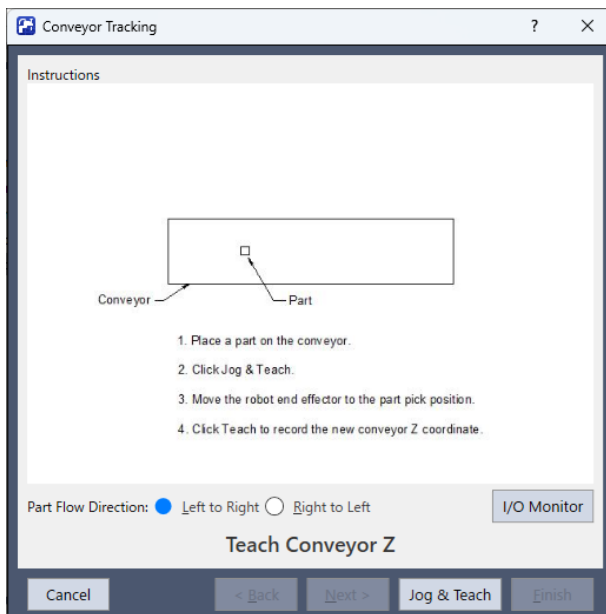 Conveyor Tracking ?
Instructions
Conveyor Part
1. Place a part on the conveyor.
2. Click Jog & Teach.
3. Move the robot end effector to the part pick position.
4. Click Teach to record the new conveyor Z coordinate.
Part Flow Direction: Left to Right Right to Left I/O Monitor
Teach Conveyor Z
Cancel < Back Next > Jog & Teach Finish